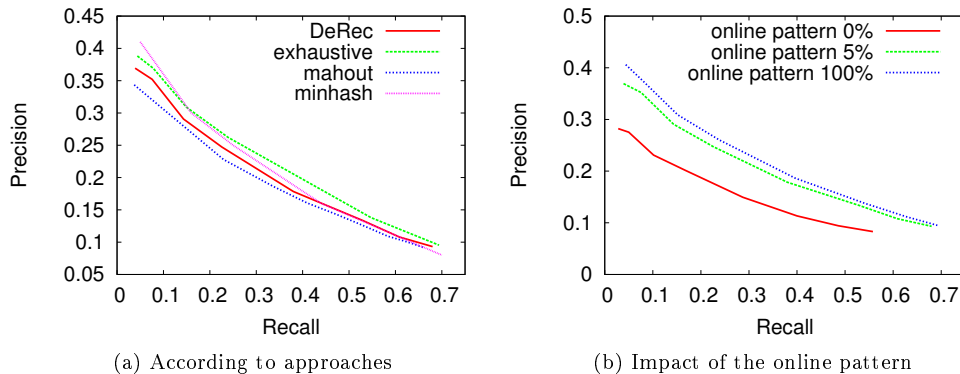 0.45
0.4
0.35
0.3
0.25
0.2
0.15
0.1
0.05
Precision
0 0.1 0.2 0.3 0.4 0.5 0.6 0.7
Recall
DeRec
exhaustive
mahout
minhash
(a) According to approaches
0.5
0.4
0.3
0.2
0.1
0
Precision
0 0.1 0.2 0.3 0.4 0.5 0.6 0.7
Recall
online pattern 0%
online pattern 5%
online pattern 100%
(b) Impact of the online pattern